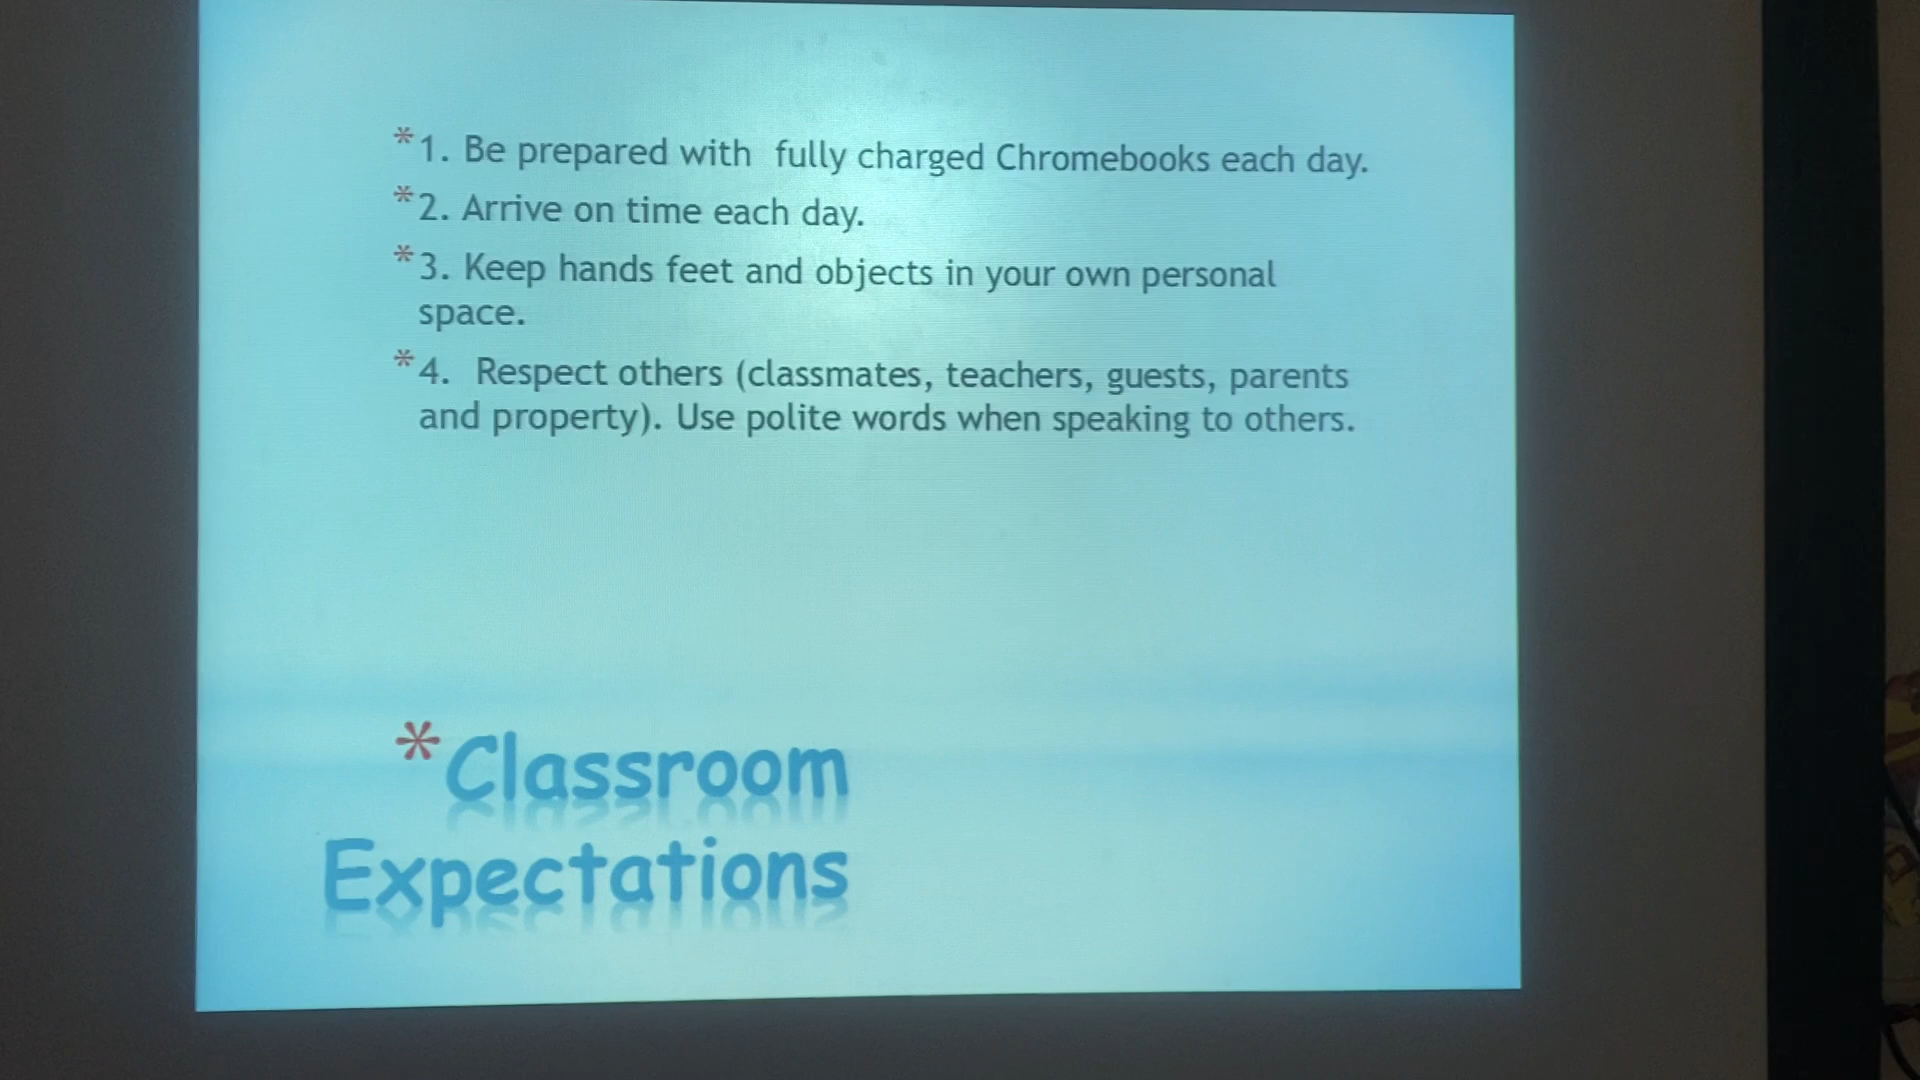 *1. Be prepared with  fully charged Chromebooks each day.
*2. Arrive on time each day.
*3. Keep hands feet and objects in your own personal
space.
*4.  Respect others (classmates, teachers, guests, parents
and property). Use polite words when speaking to others.
*Classroom
Expectations